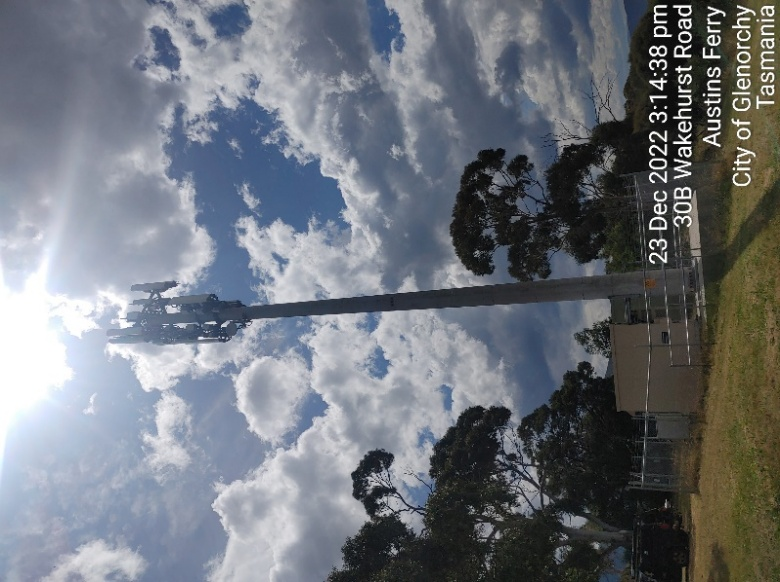 23 Dec 2022 3:14:38 pm
30B Wakehurst Road
Austins Ferry
City of Glenorchy
Tasmania